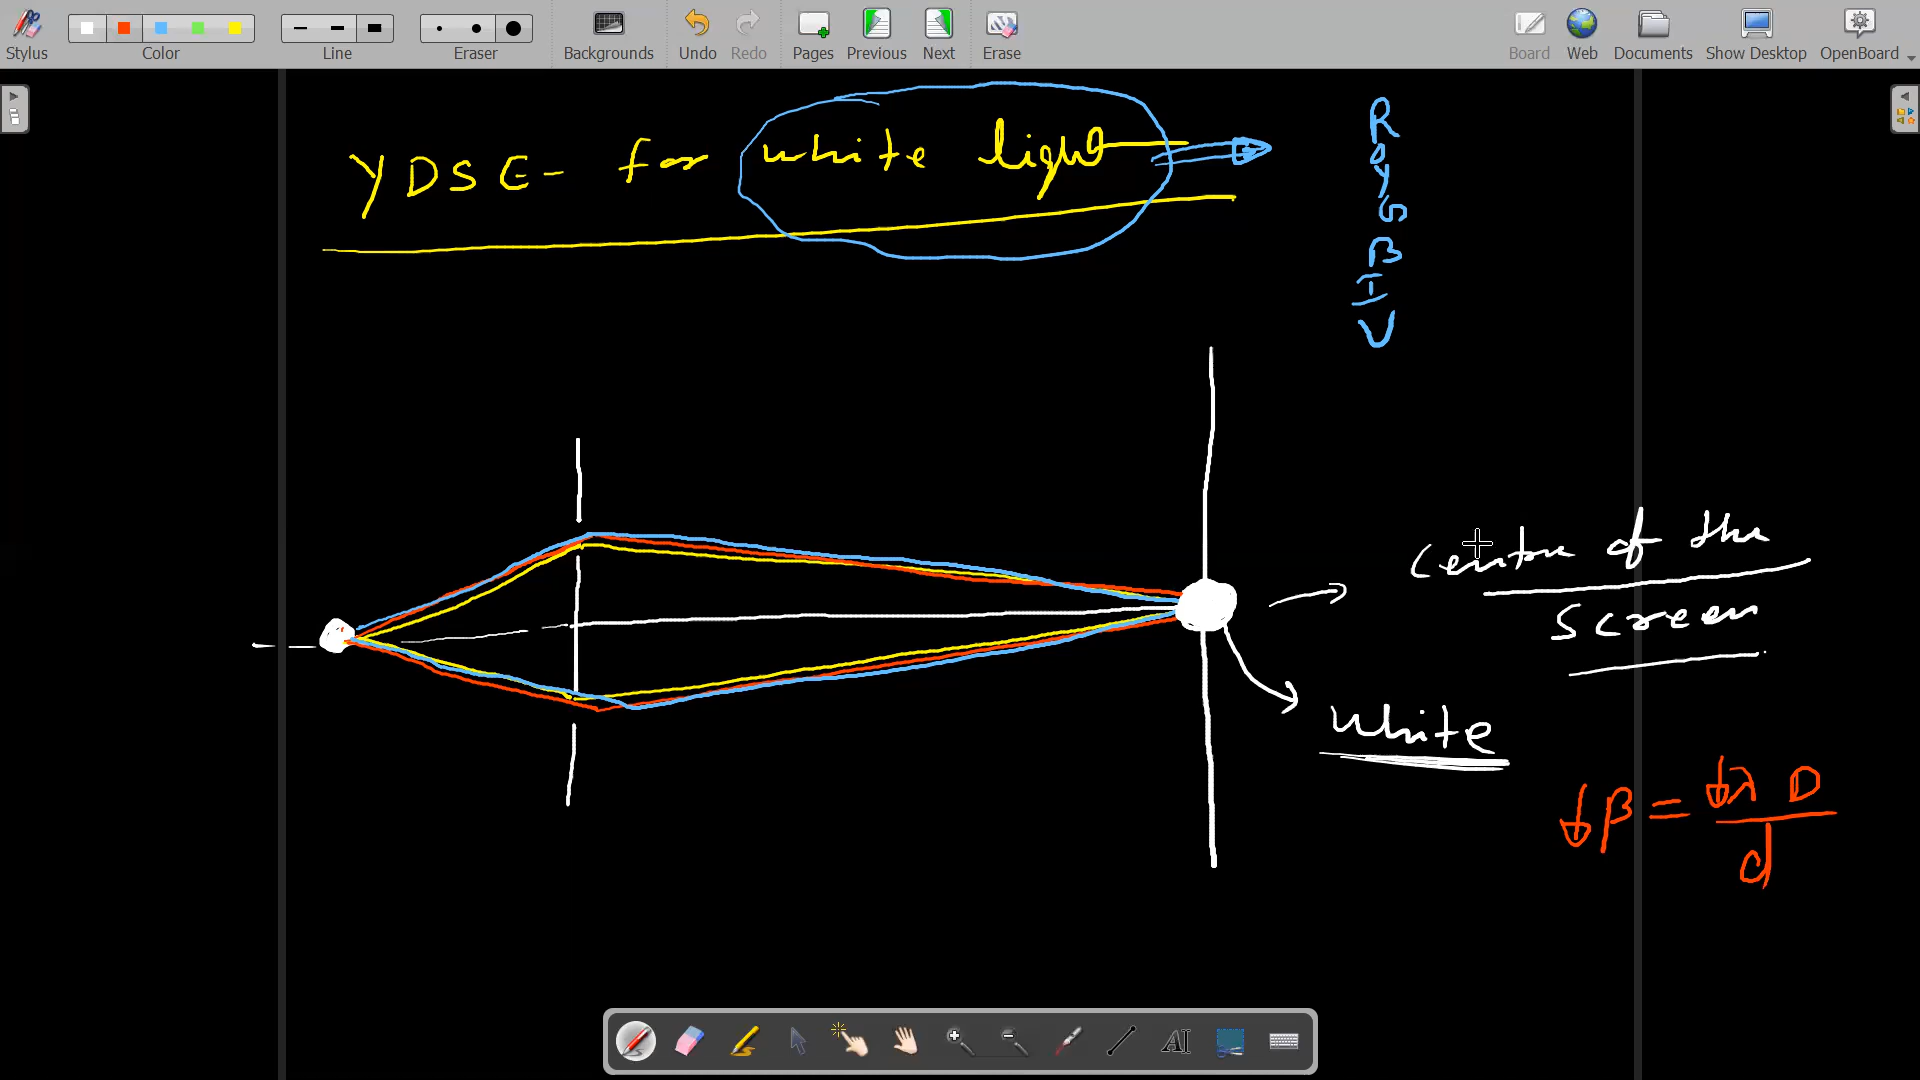 Stylus
Color
Line
Eraser
Backgrounds
Undo
Redo
Pages
Previous
Next
Erase
Board
Web
Documents
Show Desktop
OpenBoard
YDSE- for white light
R
O
Y
G
B
I
V
Centre of the
Screen
White
↓β = ↓λ D / d
AI